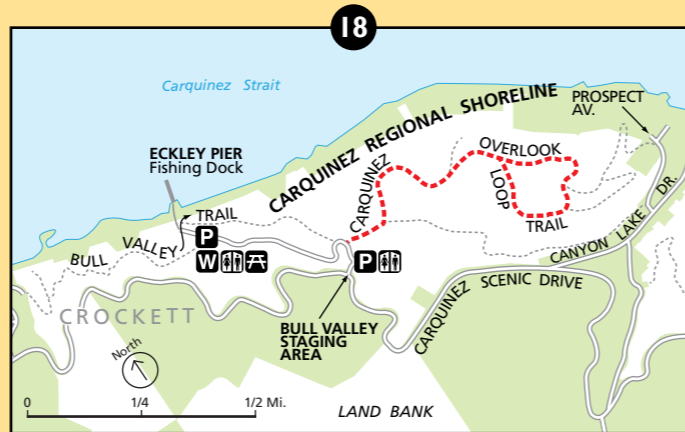 18
Carquinez Strait
CARQUINEZ REGIONAL SHORELINE
PROSPECT
AV.
ECKLEY PIER
Fishing Dock
CARQUINEZ OVERLOOK
LOOP
TRAIL
BULL VALLEY TRAIL
P
W
P
CANYON LAKE DR.
CARQUINEZ SCENIC DRIVE
CROCKETT
BULL VALLEY
STAGING
AREA
North
0 1/4 1/2 Mi.
LAND BANK